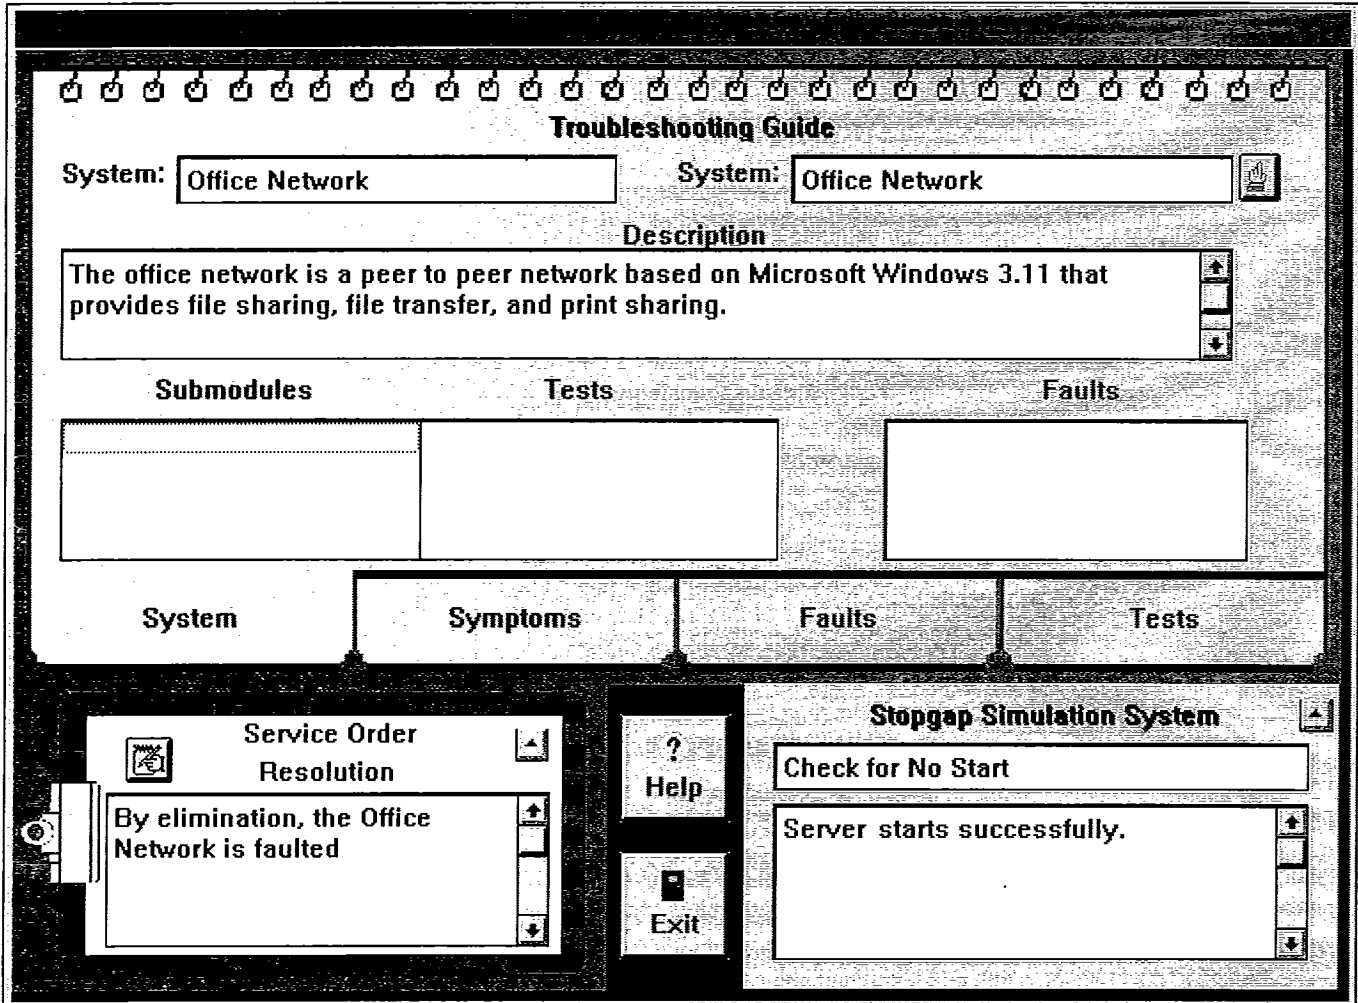 Troubleshooting Guide
System: Office Network System: Office Network
Description
The office network is a peer to peer network based on Microsoft Windows 3.11 that
provides file sharing, file transfer, and print sharing.
Submodules Tests Faults
System Symptoms Faults Tests
Service Order
Resolution
By elimination, the Office
Network is faulted
?
Help
Exit
Stopgap Simulation System
Check for No Start
Server starts successfully.